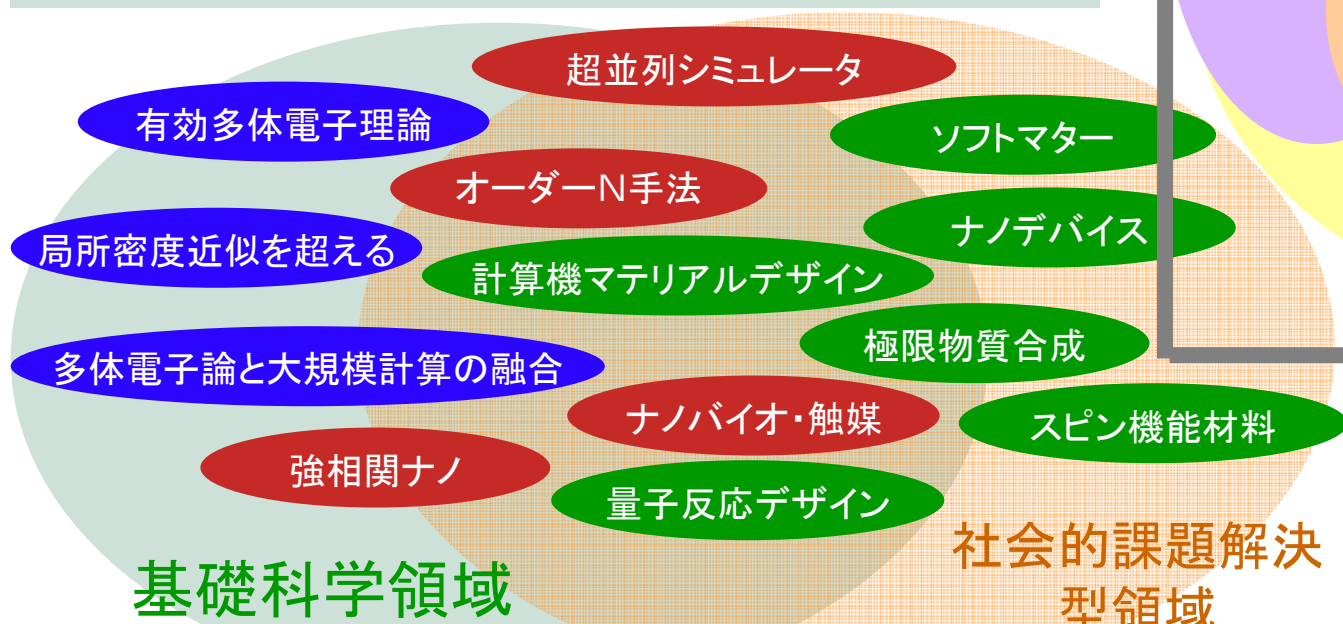 超並列シミュレータ
有効多体電子理論
ソフトマター
オーダーN手法
ナノデバイス
局所密度近似を超える
計算機マテリアルデザイン
極限物質合成
多体電子論と大規模計算の融合
ナノバイオ・触媒
スピン機能材料
強相関ナノ
量子反応デザイン
基礎科学領域
社会的課題解決
型領域